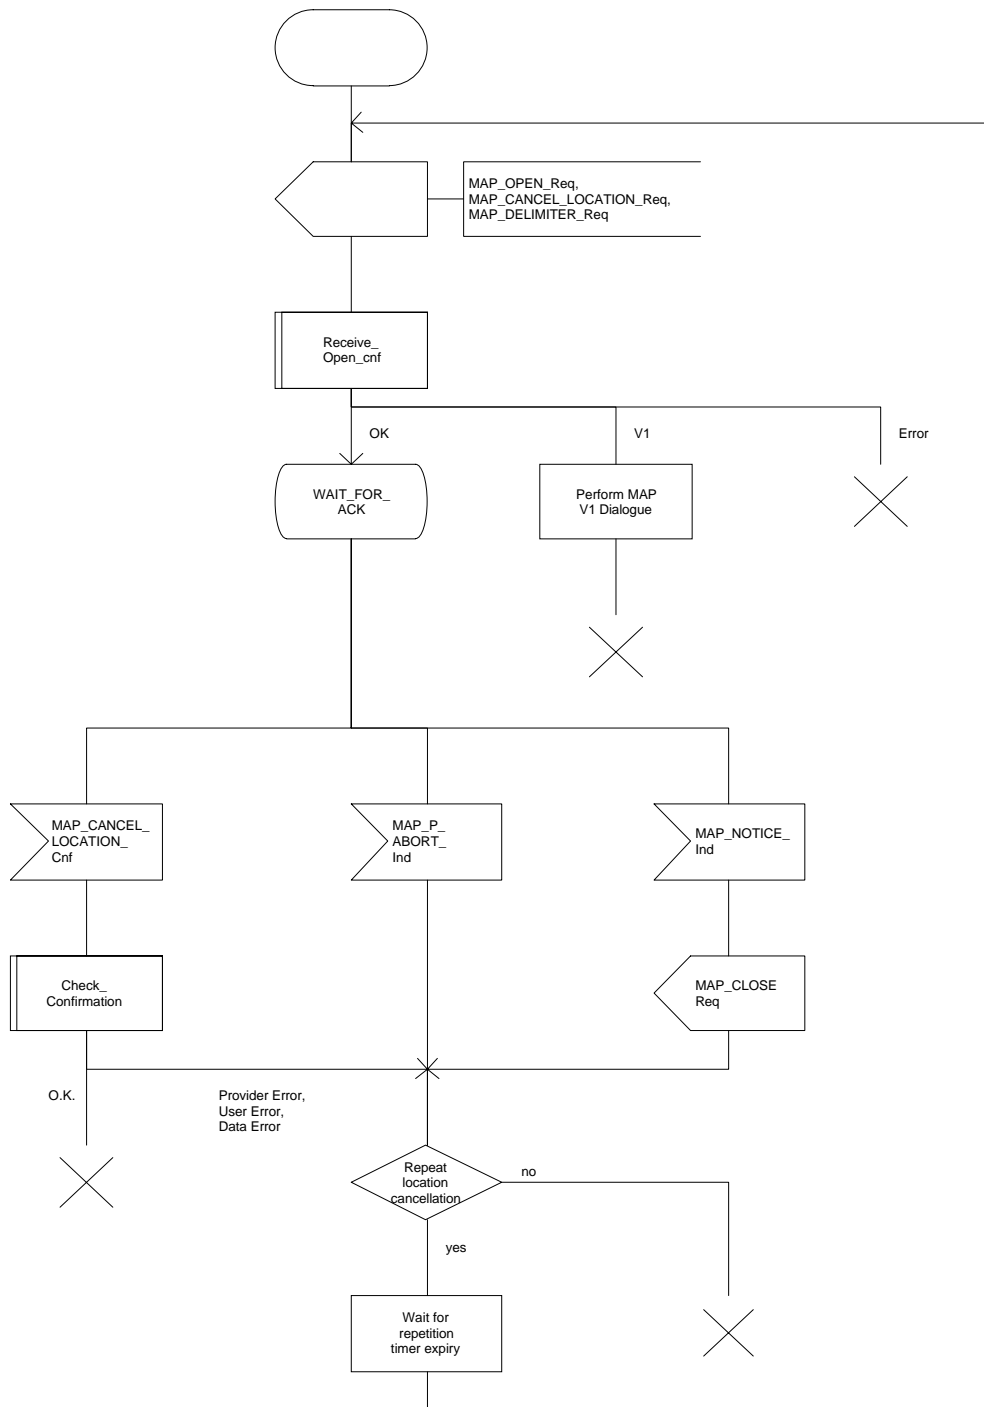 MAP_OPEN_Req,
MAP_CANCEL_LOCATION_Req,
MAP_DELIMITER_Req
Receive_
Open_cnf
OK
V1
Error
WAIT_FOR_
ACK
Perform MAP
V1 Dialogue
MAP_CANCEL_
LOCATION_
Cnf
MAP_P_
ABORT_
Ind
MAP_NOTICE_
Ind
Check_
Confirmation
MAP_CLOSE
Req
O.K.
Provider Error,
User Error,
Data Error
Repeat
location
cancellation
no
yes
Wait for
repetition
timer expiry